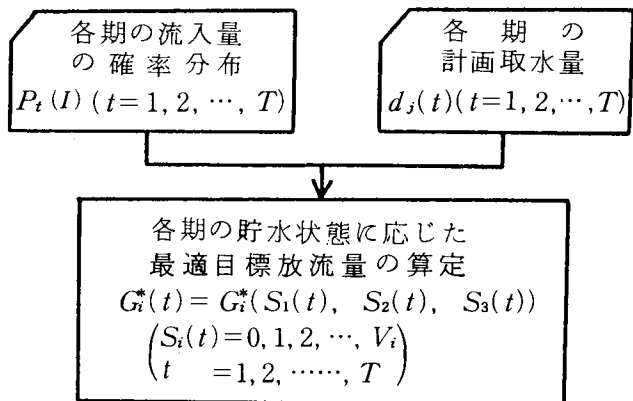 各期の流入量
の確率分布
P_t(I) (t=1, 2, …, T)
各期の
計画取水量
d_j(t)(t=1, 2, …, T)
各期の貯水状態に応じた
最適目標放流量の算定
G_i^*(t)=G_i^*(S_1(t), S_2(t), S_3(t))
(S_i(t)=0, 1, 2, …, V_i)
(t =1, 2, ……, T)